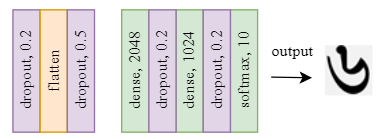 dropout, 0.2
flatten
dropout, 0.5
dense, 2048
dropout, 0.2
dense, 1024
dropout, 0.2
softmax, 10
output